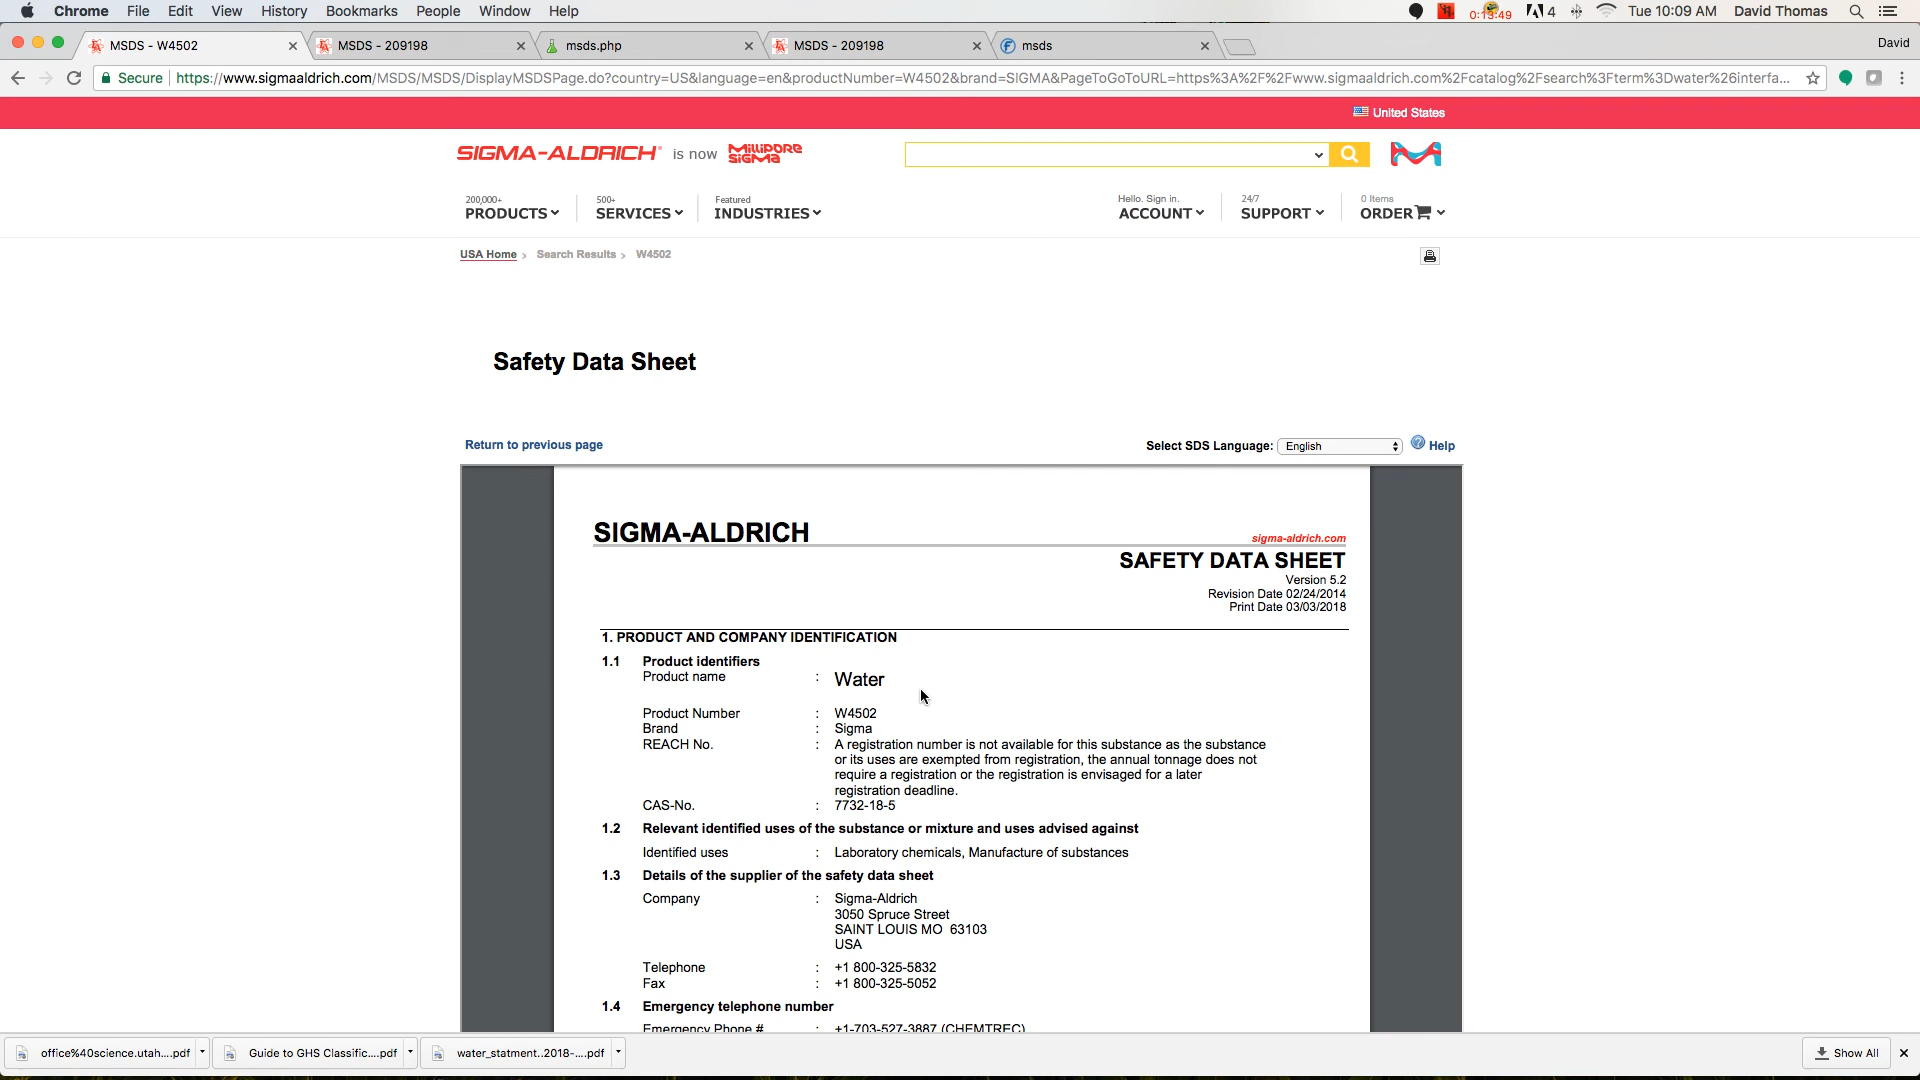 Chrome File Edit View History Bookmarks People Window Help 0:13:49 4 Tue 10:09 AM David Thomas
MSDS - W4502 MSDS - 209198 msds.php MSDS - 209198 msds David
Secure https://www.sigmaaldrich.com/MSDS/MSDS/DisplayMSDSPage.do?country=US&language=en&productNumber=W4502&brand=SIGMA&PageToGoToURL=https%3A%2F%2Fwww.sigmaaldrich.com%2Fcatalog%2Fsearch%3Fterm%3Dwater%26interfa...
United States
SIGMA-ALDRICH® is now MILLIPORE SIGMA
200,000+ 500+ Featured Hello. Sign in. 24/7 0 Items
PRODUCTS SERVICES INDUSTRIES ACCOUNT SUPPORT ORDER
USA Home › Search Results › W4502
Safety Data Sheet
Return to previous page Select SDS Language: English Help
SIGMA-ALDRICH
sigma-aldrich.com
SAFETY DATA SHEET
Version 5.2
Revision Date 02/24/2014
Print Date 03/03/2018
1. PRODUCT AND COMPANY IDENTIFICATION
1.1 Product identifiers
Product name : Water
Product Number : W4502
Brand : Sigma
REACH No. : A registration number is not available for this substance as the substance
or its uses are exempted from registration, the annual tonnage does not
require a registration or the registration is envisaged for a later
registration deadline.
CAS-No. : 7732-18-5
1.2 Relevant identified uses of the substance or mixture and uses advised against
Identified uses : Laboratory chemicals, Manufacture of substances
1.3 Details of the supplier of the safety data sheet
Company : Sigma-Aldrich
3050 Spruce Street
SAINT LOUIS MO 63103
USA
Telephone : +1 800-325-5832
Fax : +1 800-325-5052
1.4 Emergency telephone number
Emergency Phone # : +1-703-527-3887 (CHEMTREC)
office%40science.utah....pdf Guide to GHS Classific....pdf water_statment..2018-....pdf Show All